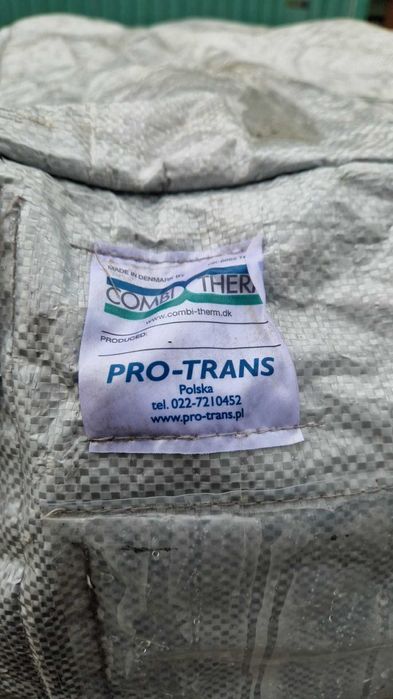 MADE IN DENMARK BY
COMBI THER
www.combi-therm.dk
PRODUCED:
PRO-TRANS
Polska
tel. 022-7210452
www.pro-trans.pl